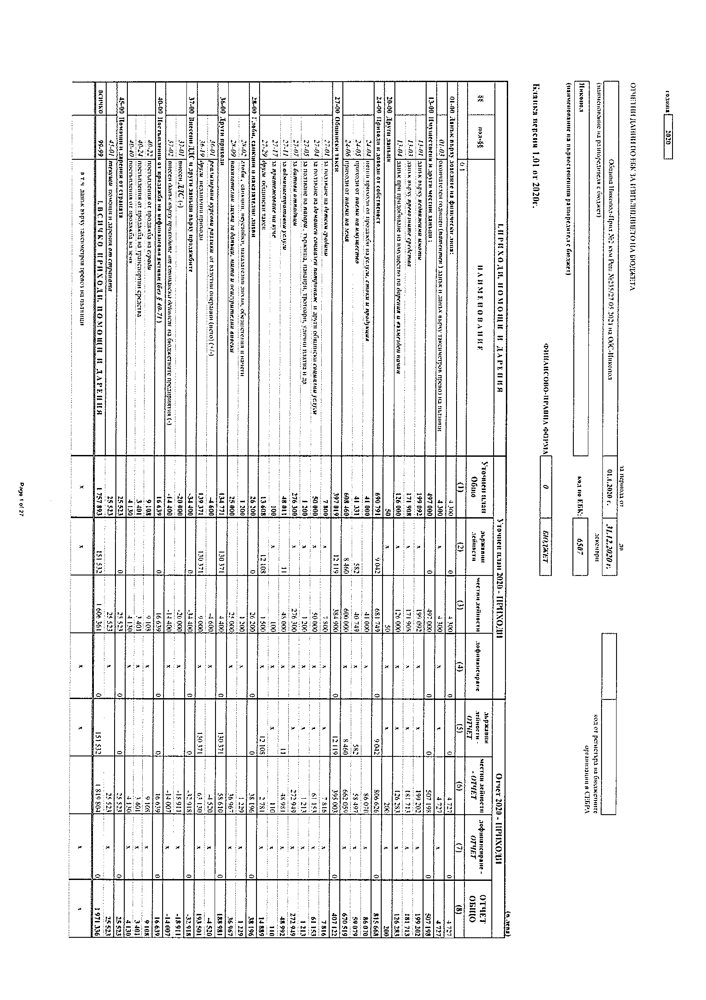 година 2020
ОТЧЕТНИ ДАННИ ПО ЕБК ЗА ИЗПЪЛНЕНИЕТО НА БЮДЖЕТА
за периода от до
Община Никопол-Прил.№2 към Реш.№235/27.05.2021 на ОбС-Никопол 01.1.2020 г. 31.12.2020 г.
(наименование на разпоредителя с бюджет) декември код от регистъра на бюджетните
организации в СЕБРА
Никопол код по ЕБК: 6507
(наименование на първостепенния разпоредител с бюджет)
ФИНАНСОВО-ПРАВНА ФОРМА 0 БЮДЖЕТ
Бланка версия 1.01 от 2020г.
(в лева)
I. ПРИХОДИ, ПОМОЩИ И ДАРЕНИЯ Уточнен план 2020 - ПРИХОДИ Отчет 2020 - ПРИХОДИ
§§ под-§§ НАИМЕНОВАНИЕ Уточнен план Общо държавни дейности местни дейности дофинансиране държавни дейности - ОТЧЕТ местни дейности - ОТЧЕТ дофинансиране - ОТЧЕТ ОТЧЕТ ОБЩО
0 1 (1) (2) (3) (4) (5) (6) (7) (8)
01-00 Данък върху доходите на физически лица: 4 300 0 4 300 0 0 4 727 0 4 727
01-03 окончателен годишен (патентен) данък и данък върху таксиметров превоз на пътници 4 300 x 4 300 x x 4 727 x 4 727
13-00 Имуществени и други местни данъци : 497 000 0 497 000 0 0 507 198 0 507 198
13-01 данък върху недвижими имоти 199 092 x 199 092 x x 199 202 x 199 202
13-03 данък върху превозните средства 171 908 x 171 908 x x 181 713 x 181 713
13-04 данък при придобиване на имущество по дарения и възмезден начин 126 000 x 126 000 x x 126 283 x 126 283
20-00 Други данъци 50 x 50 x x 200 x 200
24-00 Приходи и доходи от собственост 690 791 9 042 681 749 0 9 042 806 626 0 815 668
24-04 нетни приходи от продажби на услуги, стоки и продукция 41 000 41 000 x 86 070 x 86 070
24-05 приходи от наеми на имущество 41 331 582 40 749 x 582 58 497 x 59 079
24-06 приходи от наеми на земя 608 460 8 460 600 000 x 8 460 662 059 x 670 519
27-00 Общински такси 397 019 12 119 384 900 0 12 119 395 003 0 407 122
27-01 за ползване на детски градини 7 800 x 7 800 x x 7 816 x 7 816
27-04 за ползване на домашен социален патронаж и други общински социални услуги 50 000 50 000 x x 61 153 x 61 153
27-05 за ползване на пазари, тържища, панаири, тротоари, улични платна и др. 1 200 x 1 200 x x 1 213 x 1 213
27-07 за битови отпадъци 276 300 x 276 300 x x 272 949 x 272 949
27-11 за административни услуги 48 011 11 48 000 x 11 48 981 x 48 992
27-17 за притежаване на куче 100 x 100 x x 110 x 110
27-29 други общински такси 13 608 12 108 1 500 x 12 108 2 781 x 14 889
28-00 Глоби, санкции и наказателни лихви 26 200 0 26 200 0 0 38 196 0 38 196
28-02 глоби, санкции, неустойки, наказателни лихви, обезщетения и начети 1 200 1 200 x 1 229 x 1 229
28-09 наказателни лихви за данъци, мита и осигурителни вноски 25 000 25 000 x 36 967 x 36 967
36-00 Други приходи 134 771 130 371 4 400 0 130 371 58 610 0 188 981
36-01 реализирани курсови разлики от валутни операции (нето) (+/-) -4 600 -4 600 x -4 520 x -4 520
36-19 други неданъчни приходи 139 371 130 371 9 000 x 130 371 63 130 x 193 501
37-00 Внесени ДДС и други данъци върху продажбите -34 400 0 -34 400 0 0 -32 918 0 -32 918
37-01 внесен ДДС (-) -20 000 -20 000 x -18 911 x -18 911
37-02 внесен данък върху приходите от стопанска дейност на бюджетните предприятия (-) -14 400 -14 400 x -14 007 x -14 007
40-00 Постъпления от продажба на нефинансови активи (без § 40-71) 16 639 0 16 639 0 0 16 639 0 16 639
40-22 постъпления от продажба на сгради 9 108 9 108 x 9 108 x 9 108
40-24 постъпления от продажба на транспортни средства 3 401 3 401 x 3 401 x 3 401
40-40 постъпления от продажба на земя 4 130 4 130 x 4 130 x 4 130
45-00 Помощи и дарения от страната 25 523 0 25 523 0 0 25 523 0 25 523
45-01 текущи помощи и дарения от страната 25 523 25 523 x 25 523 x 25 523
ВСИЧКО 99-99 I. ВСИЧКО ПРИХОДИ, ПОМОЩИ И ДАРЕНИЯ 1 757 893 151 532 1 606 361 0 151 532 1 819 804 0 1 971 336
в т.ч. данък върху таксиметров превоз на пътници x x x x x x
Page 1 of 27